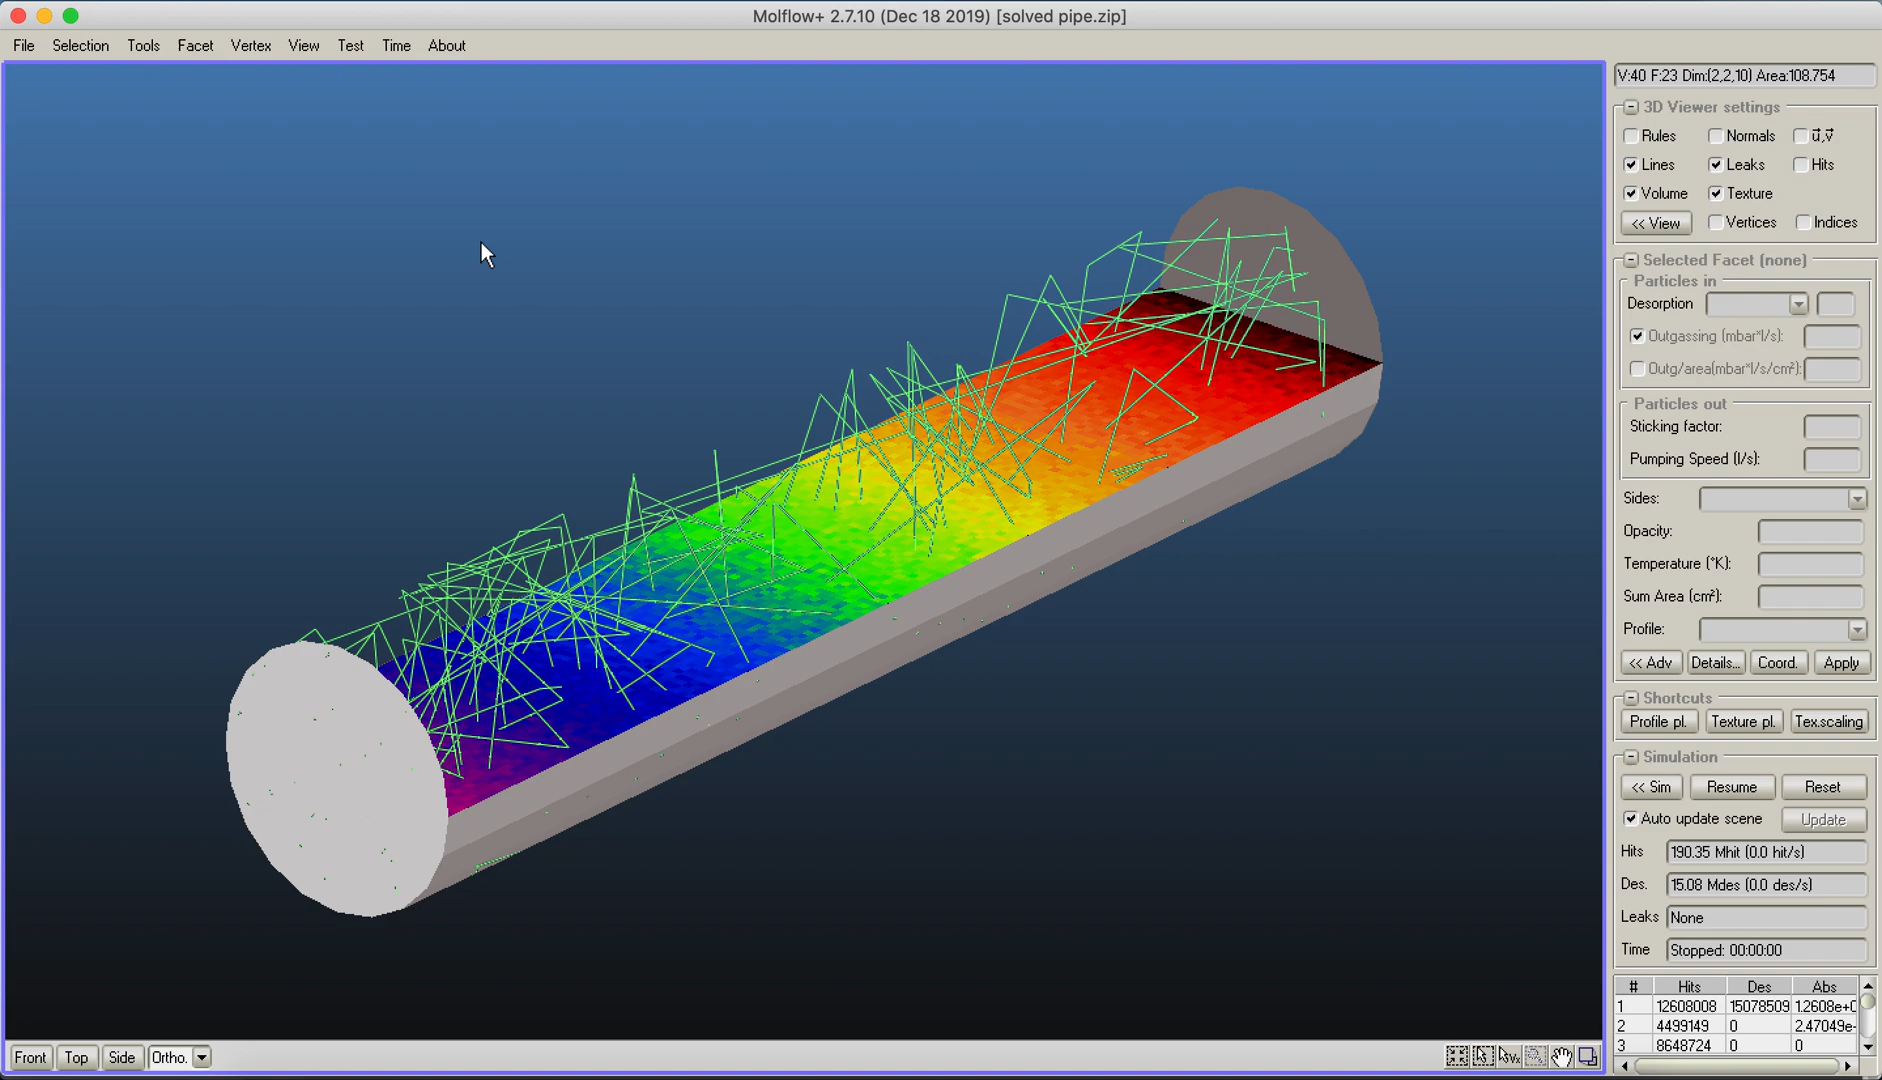 Molflow+ 2.7.10 (Dec 18 2019) [solved pipe.zip]
File Selection Tools Facet Vertex View Test Time About
V:40 F:23 Dim:(2,2,10) Area:108.754
3D Viewer settings
Rules Normals u,v
Lines Leaks Hits
Volume Texture
<< View Vertices Indices
Selected Facet (none)
Particles in
Desorption
Outgassing (mbar*l/s):
Outg/area(mbar*l/s/cm²):
Particles out
Sticking factor:
Pumping Speed (l/s):
Sides:
Opacity:
Temperature (°K):
Sum Area (cm²):
Profile:
<< Adv Details... Coord. Apply
Shortcuts
Profile pl. Texture pl. Tex.scaling
Simulation
<< Sim Resume Reset
Auto update scene Update
Hits 190.35 Mhit (0.0 hit/s)
Des. 15.08 Mdes (0.0 des/s)
Leaks None
Time Stopped: 00:00:00
# Hits Des Abs
1 12608008 15078509 1.2608e+0
2 4499149 0 2.47049e-
3 8648724 0 0
Front Top Side Ortho.